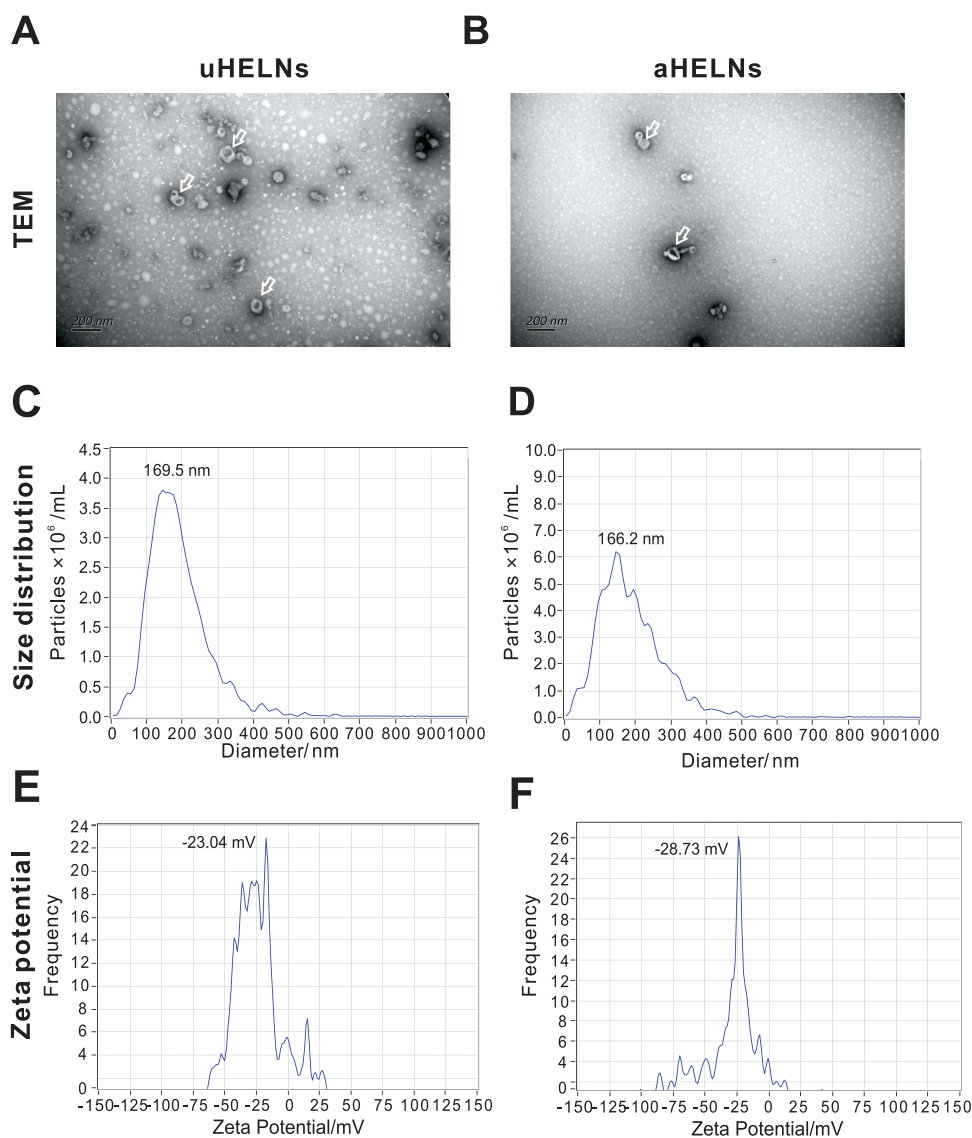 A
B
uHELNs
aHELNs
TEM
200 nm
200 nm
C
D
Size distribution
Particles ×10⁶ /mL
4.5
4.0
3.5
3.0
2.5
2.0
1.5
1.0
0.5
0.0
169.5 nm
0 100 200 300 400 500 600 700 800 9001000
Diameter/ nm
Particles ×10⁶ /mL
10.0
9.0
8.0
7.0
6.0
5.0
4.0
3.0
2.0
1.0
0.0
166.2 nm
0 100 200 300 400 500 600 700 800 9001000
Diameter/ nm
E
F
Zeta potential
Frequency
24
22
20
18
16
14
12
10
8
6
4
0
-23.04 mV
-150 -125 -100 -75 -50 -25 0 25 50 75 100 125 150
Zeta Potential/mV
Frequency
26
24
22
20
18
16
14
12
10
8
6
4
0
-28.73 mV
-150 -125 -100 -75 -50 -25 0 25 50 75 100 125 150
Zeta Potential/mV